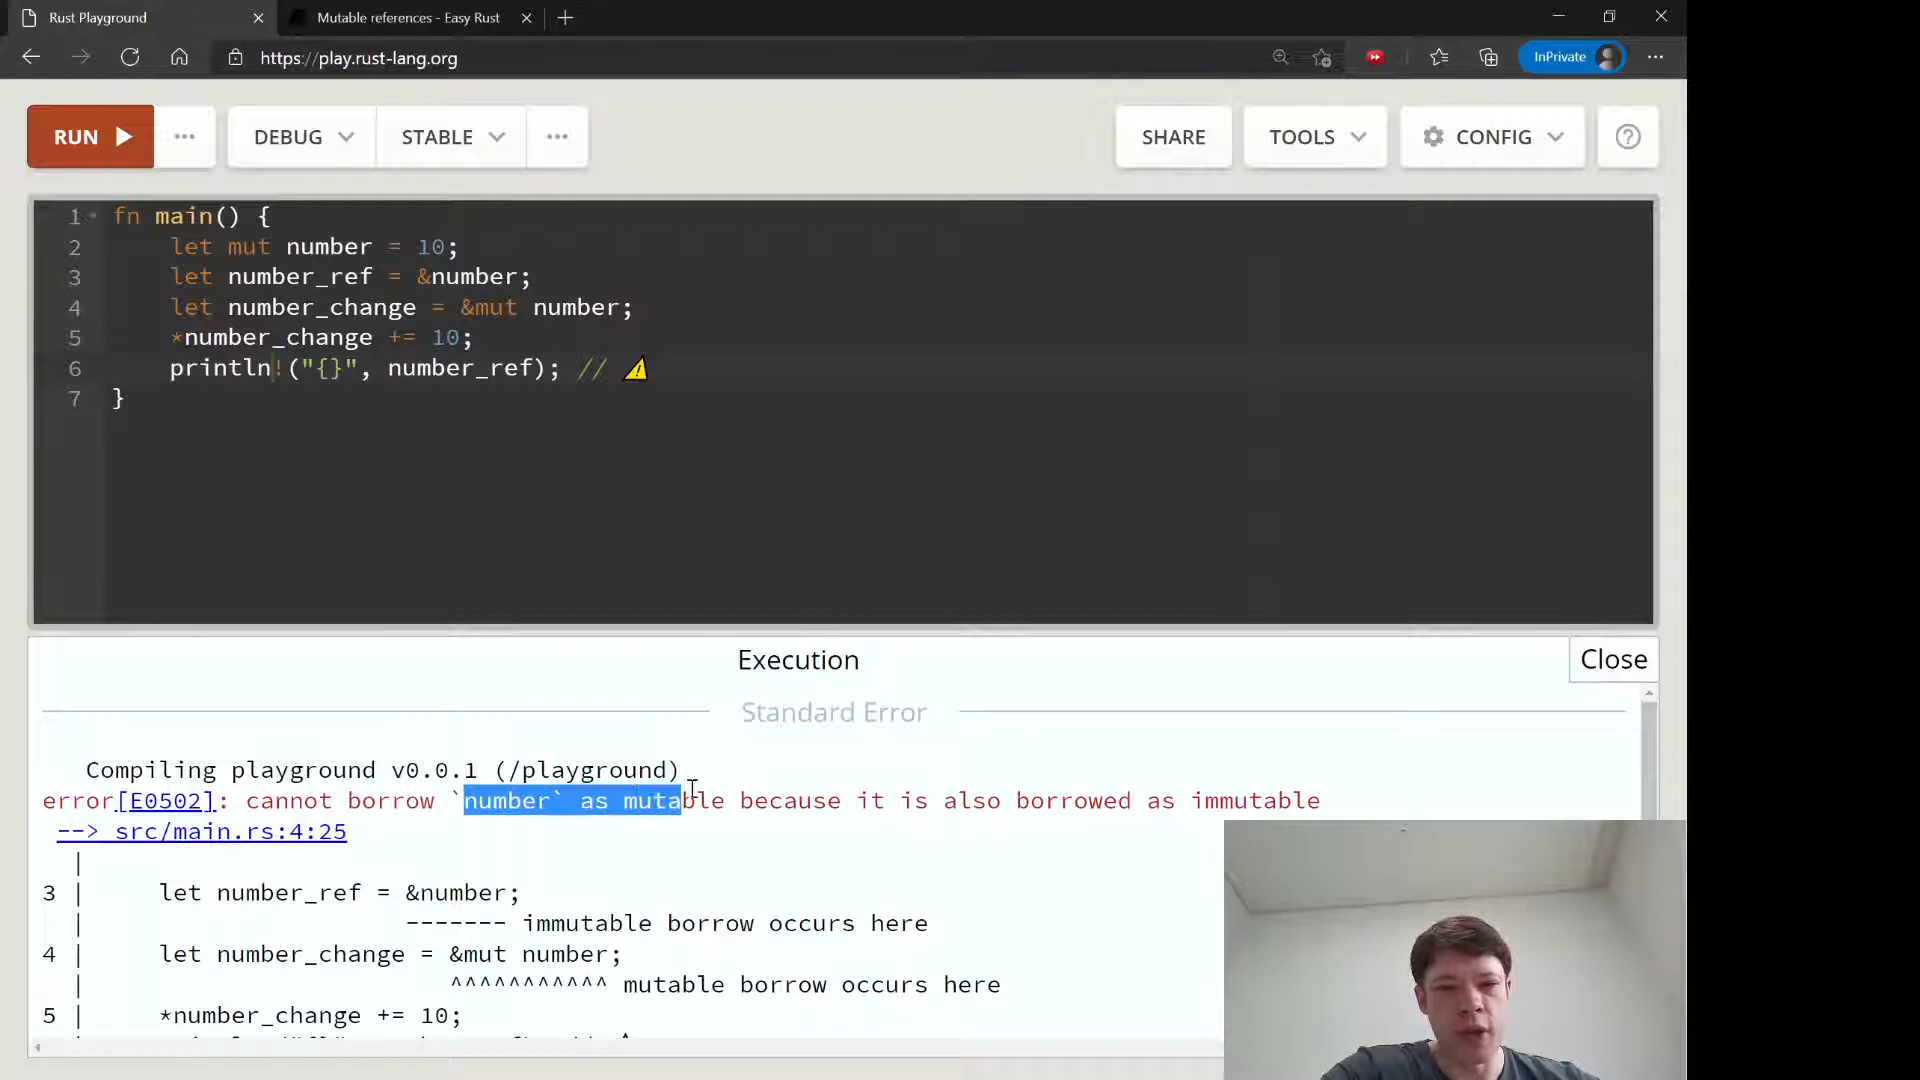 Rust Playground
Mutable references - Easy Rust
https://play.rust-lang.org
InPrivate
RUN
DEBUG
STABLE
SHARE
TOOLS
CONFIG
1 fn main() {
2 let mut number = 10;
3 let number_ref = &number;
4 let number_change = &mut number;
5 *number_change += 10;
6 println!("{}", number_ref); // ⚠
7 }
Execution
Close
Standard Error
Compiling playground v0.0.1 (/playground)
error[E0502]: cannot borrow `number` as mutable because it is also borrowed as immutable
--> src/main.rs:4:25
|
3 | let number_ref = &number;
| ------- immutable borrow occurs here
4 | let number_change = &mut number;
| ^^^^^^^^^^^ mutable borrow occurs here
5 | *number_change += 10;